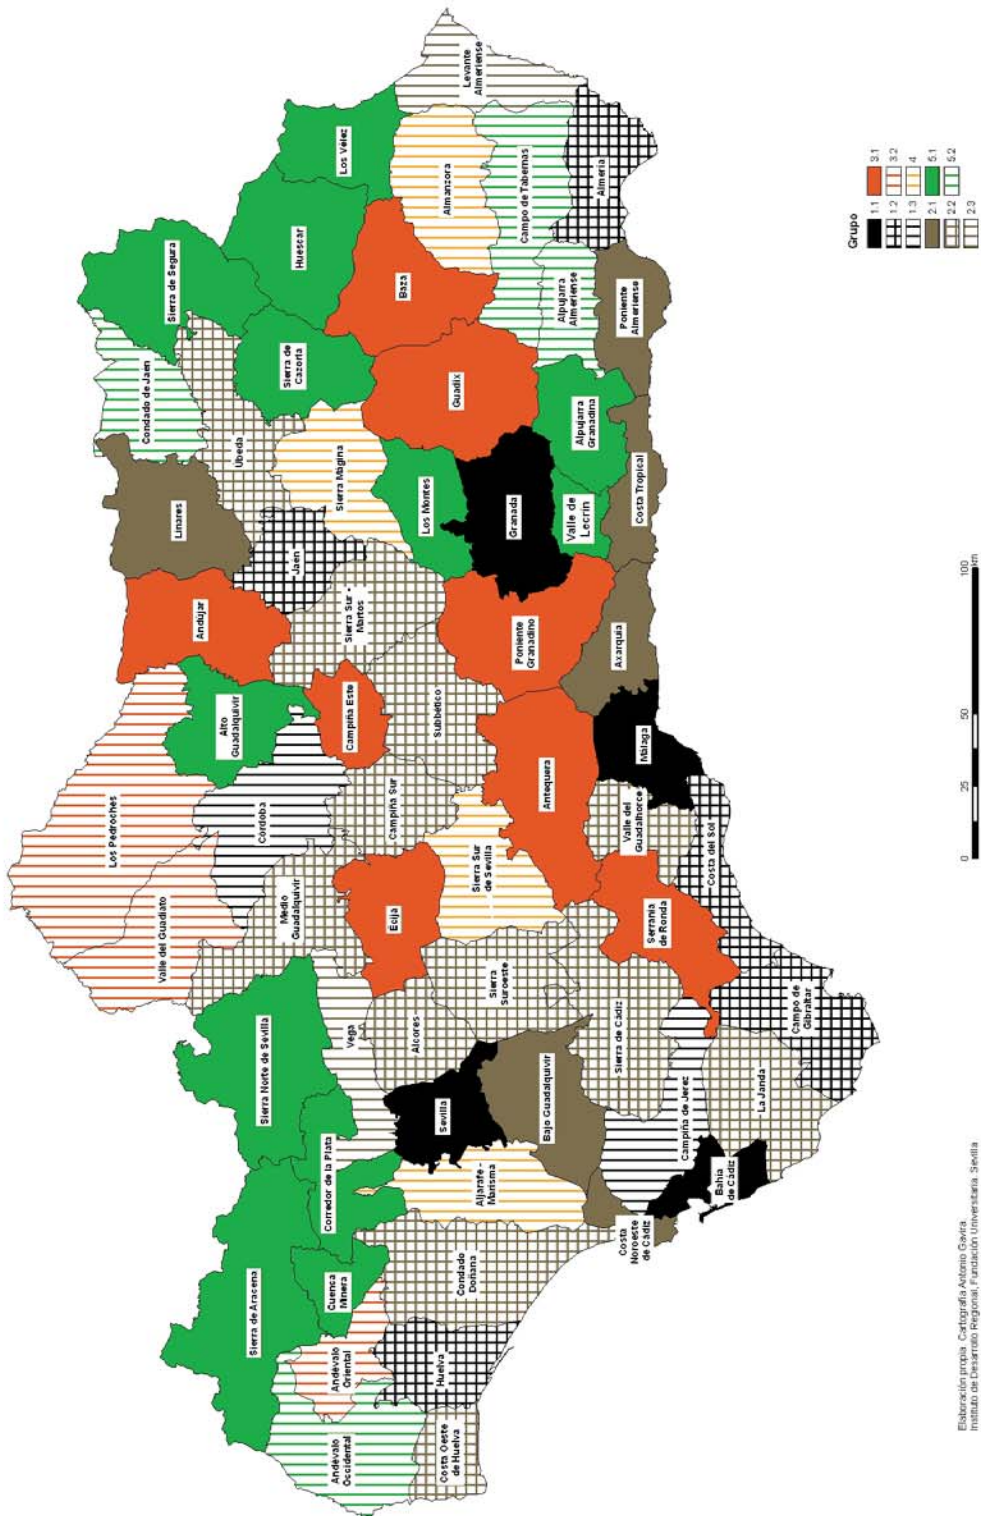 Los Pedroches
Valle del Guadiato
Sierra Norte de Sevilla
Sierra de Aracena
Corredor de la Plata
Cuenca
Minera
Andévalo
Oriental
Andévalo
Occidental
Costa Oeste
de Huelva
Huelva
Condado
Doñana
Aljarafe -
Marisma
Sevilla
Vega
Alcores
Medio
Guadalquivir
Córdoba
Alto
Guadalquivir
Andújar
Linares
Condado de Jaen
Sierra de Segura
Ubeda
Sierra de
Cazorla
Huescar
Los Vélez
Jaen
Sierra Magina
Sierra Sur -
Martos
Campiña Este
Campiña Sur
Écija
Subbético
Sierra Sur
de Sevilla
Sierra
Suroeste
Bajo Guadalquivir
Costa
Noroeste
de Cádiz
Campiña de Jerez
Bahía
de Cádiz
Sierra de Cádiz
La Janda
Campo de
Gibraltar
Serranía
de Ronda
Costa del Sol
Valle del
Guadalhorce
Málaga
Antequera
Axarquia
Poniente
Granadino
Granada
Los Montes
Valle de
Lecrin
Costa Tropical
Alpujarra
Granadina
Guadix
Baza
Almanzora
Levante
Almeriense
Campo de Tabernas
Alpujarra
Almeriense
Almería
Poniente
Almeriense
Grupo
1.1 3.1
1.2 3.2
1.3 4
2.1 5.1
2.2 5.2
2.3
0 25 50 100
km
Elaboración propia. Cartografía Antonio Gavira.
Instituto de Desarrollo Regional, Fundación Universitaria. Sevilla